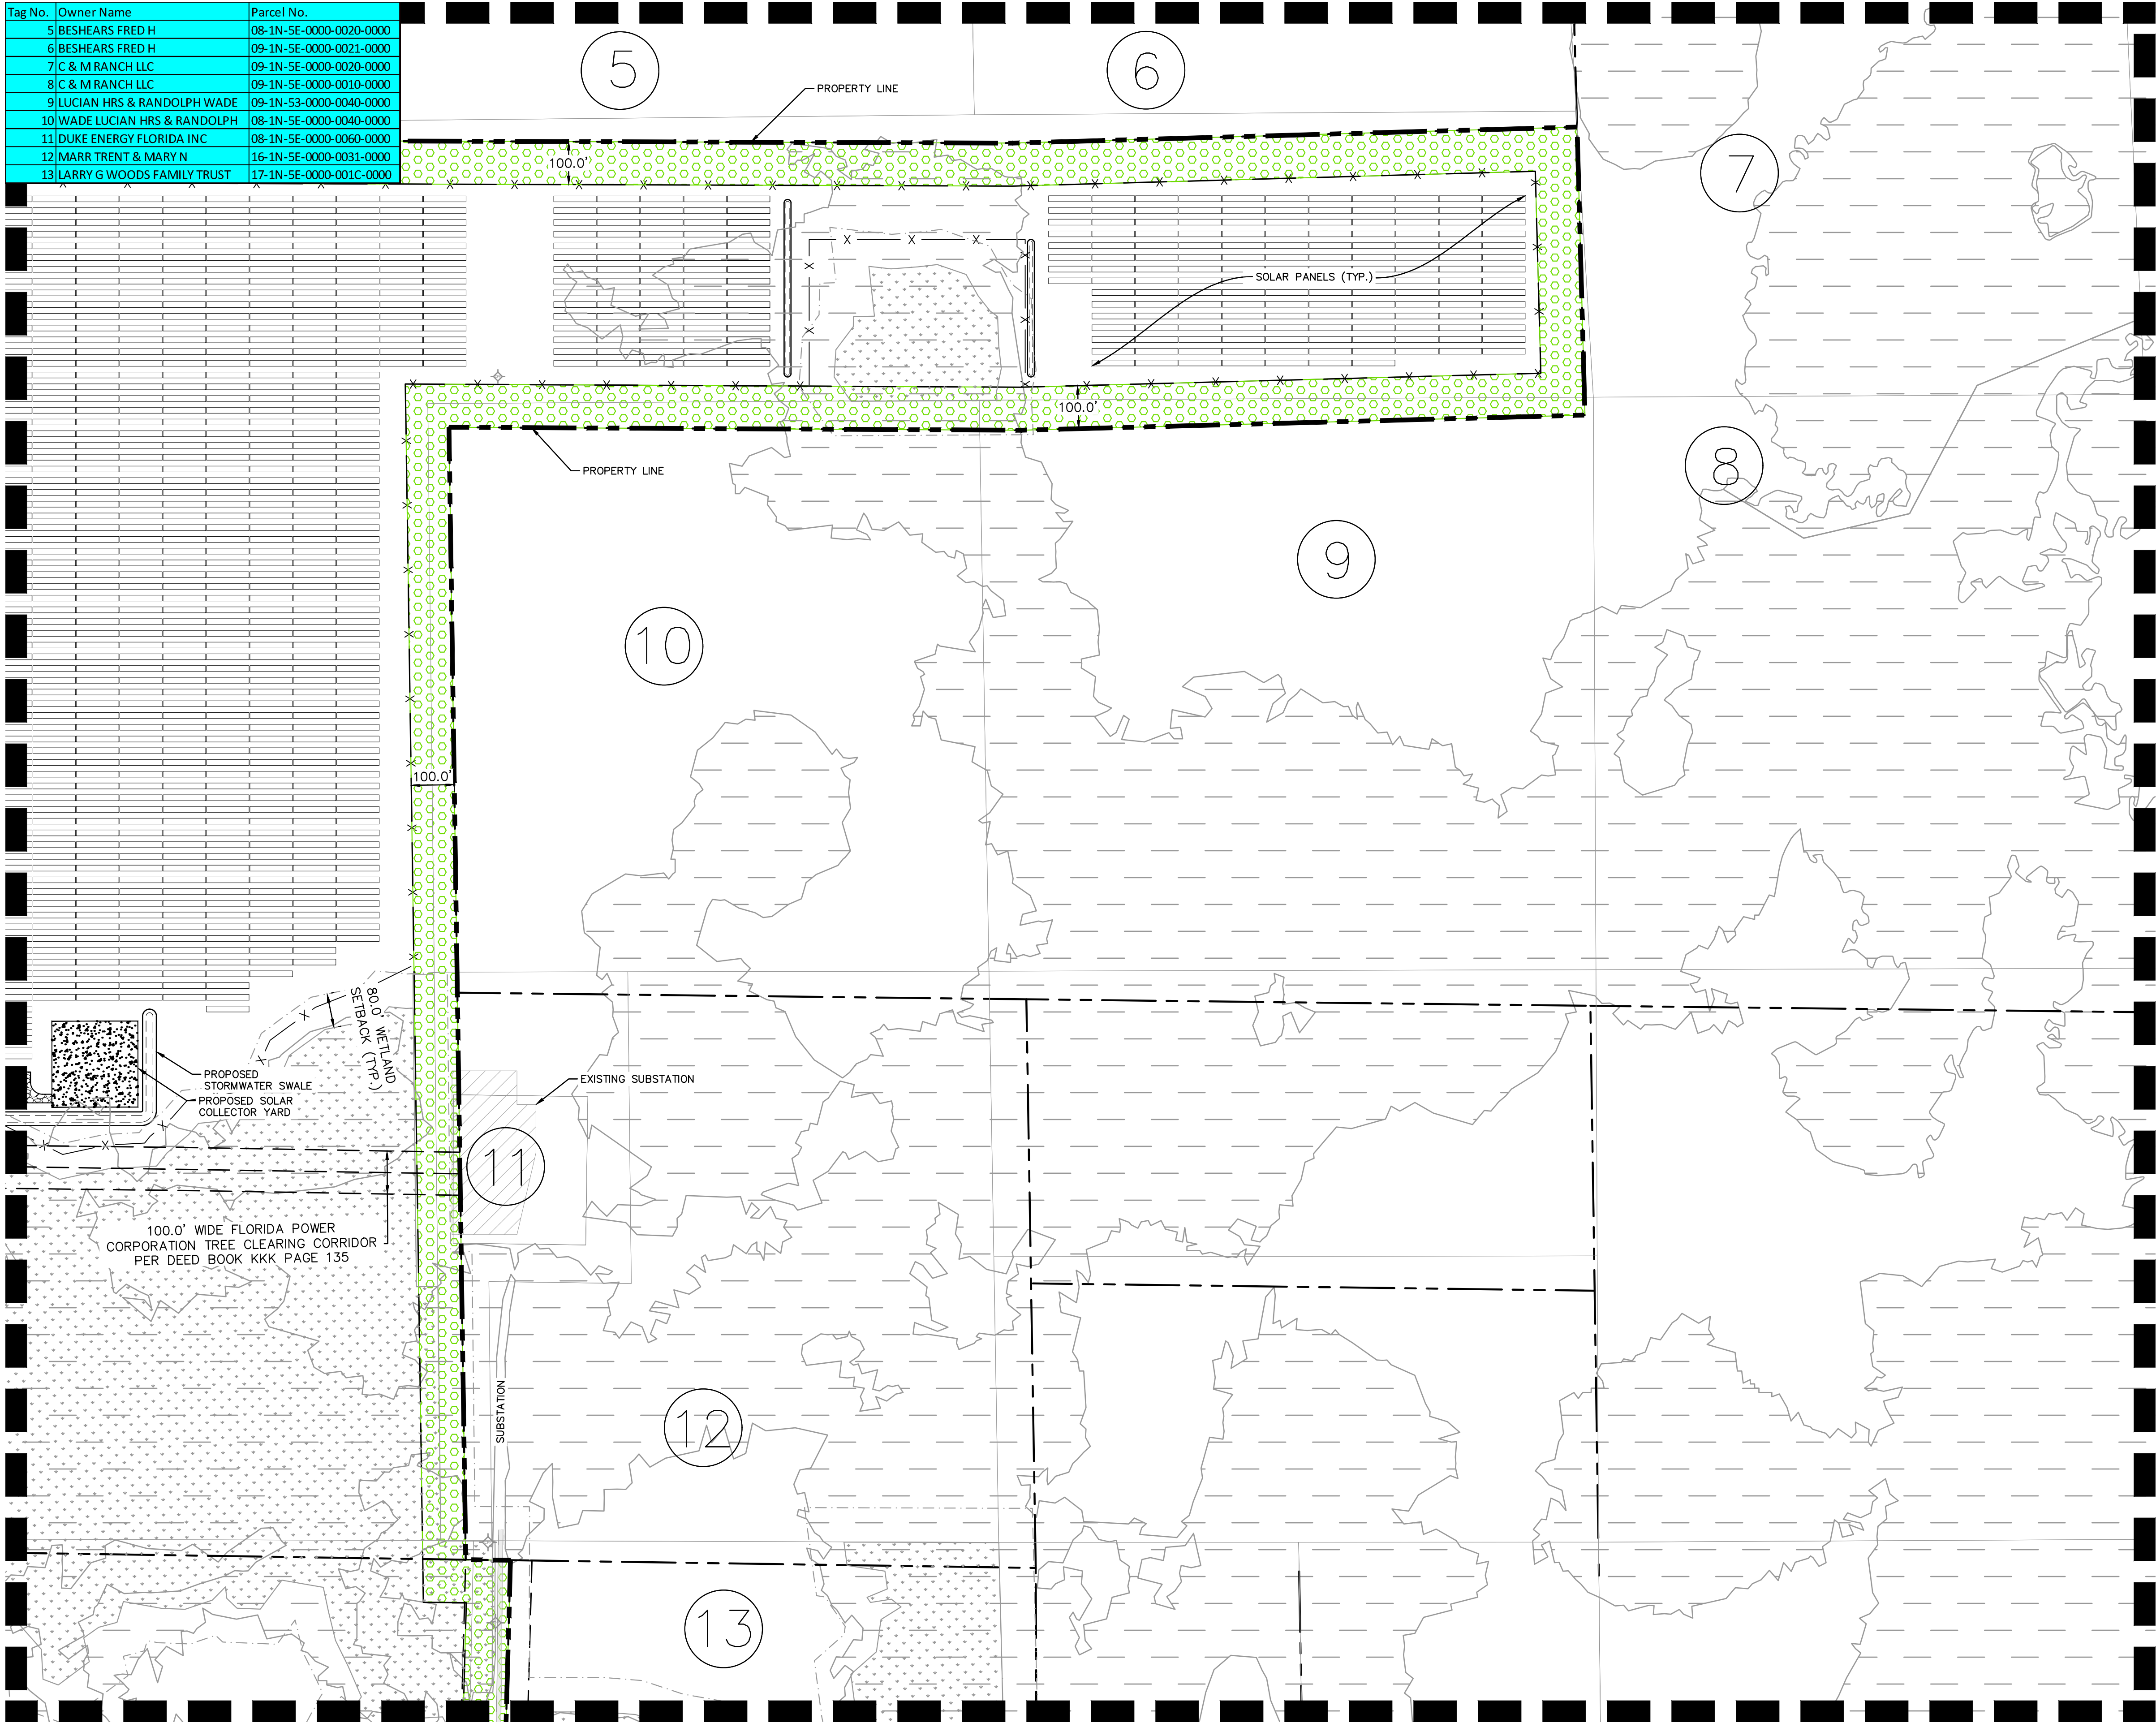 Tag No. Owner Name Parcel No.
5 BESHEARS FRED H 08-1N-5E-0000-0020-0000
6 BESHEARS FRED H 09-1N-5E-0000-0021-0000
7 C & M RANCH LLC 09-1N-5E-0000-0020-0000
8 C & M RANCH LLC 09-1N-5E-0000-0010-0000
9 LUCIAN HRS & RANDOLPH WADE 09-1N-53-0000-0040-0000
10 WADE LUCIAN HRS & RANDOLPH 08-1N-5E-0000-0040-0000
11 DUKE ENERGY FLORIDA INC 08-1N-5E-0000-0060-0000
12 MARR TRENT & MARY N 16-1N-5E-0000-0031-0000
13 LARRY G WOODS FAMILY TRUST 17-1N-5E-0000-001C-0000
5
6
PROPERTY LINE
100.0'
7
SOLAR PANELS (TYP.)
100.0'
PROPERTY LINE
8
9
10
100.0'
80.0' WETLAND
SETBACK (TYP.)
PROPOSED
STORMWATER SWALE
PROPOSED SOLAR
COLLECTOR YARD
EXISTING SUBSTATION
11
100.0' WIDE FLORIDA POWER
CORPORATION TREE CLEARING CORRIDOR
PER DEED BOOK KKK PAGE 135
SUBSTATION
12
13